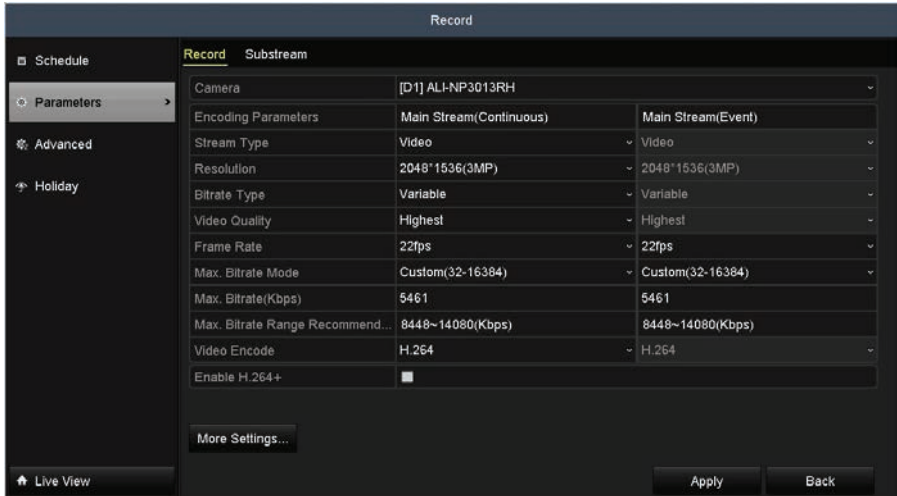 Record
Schedule
Parameters
Advanced
Holiday
Live View
Record Substream
Camera [D1] ALI-NP3013RH
Encoding Parameters Main Stream(Continuous) Main Stream(Event)
Stream Type Video Video
Resolution 2048*1536(3MP) 2048*1536(3MP)
Bitrate Type Variable Variable
Video Quality Highest Highest
Frame Rate 22fps 22fps
Max. Bitrate Mode Custom(32-16384) Custom(32-16384)
Max. Bitrate(Kbps) 5461 5461
Max. Bitrate Range Recommend... 8448~14080(Kbps) 8448~14080(Kbps)
Video Encode H.264 H.264
Enable H.264+
More Settings...
Apply Back